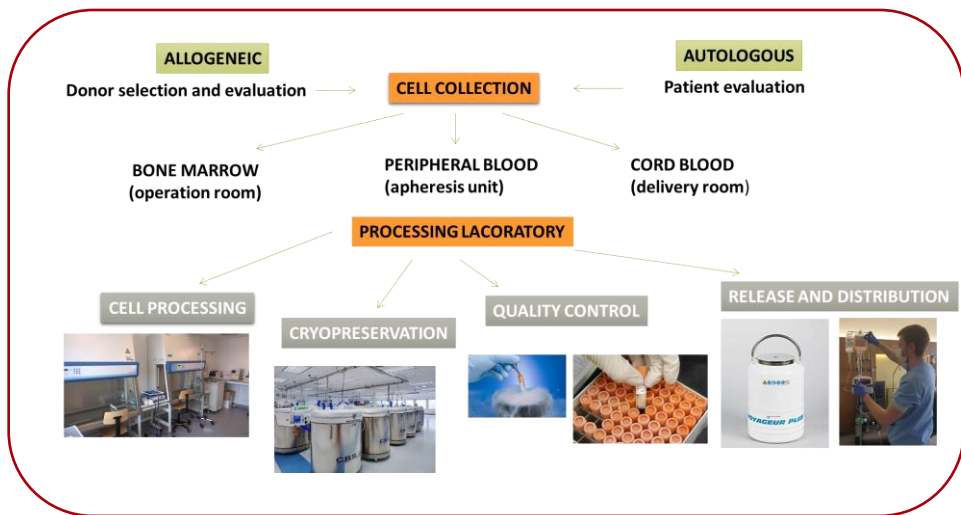 ALLOGENEIC
AUTOLOGOUS
Donor selection and evaluation
CELL COLLECTION
Patient evaluation
BONE MARROW
(operation room)
PERIPHERAL BLOOD
(apheresis unit)
CORD BLOOD
(delivery room)
PROCESSING LACORATORY
CELL PROCESSING
CRYOPRESERVATION
QUALITY CONTROL
RELEASE AND DISTRIBUTION
VOYAGEUR PLUS